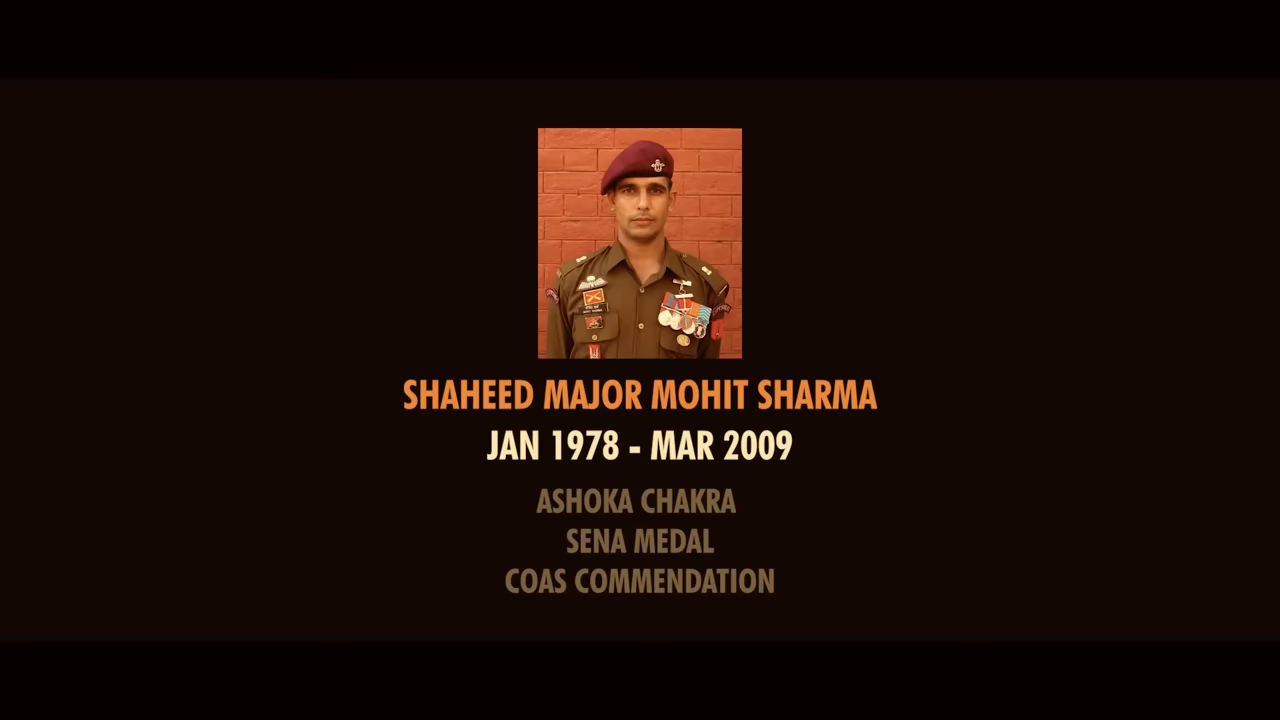 SHAHEED MAJOR MOHIT SHARMA
JAN 1978 - MAR 2009
ASHOKA CHAKRA
SENA MEDAL
COAS COMMENDATION